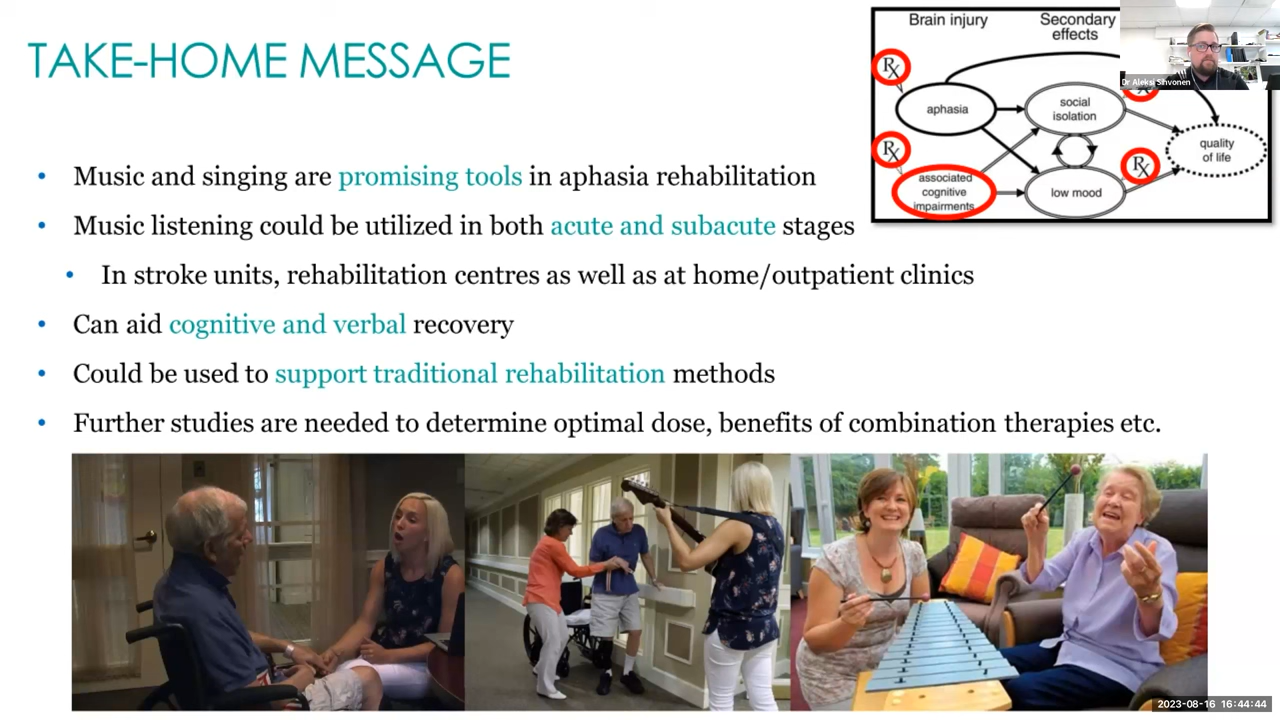 TAKE-HOME MESSAGE
Brain injury
Secondary
effects
Rx
aphasia
social
isolation
quality
of life
Rx
associated
cognitive
impairments
low mood
Rx
Dr Aleksi Sihvonen
• Music and singing are promising tools in aphasia rehabilitation
• Music listening could be utilized in both acute and subacute stages
• In stroke units, rehabilitation centres as well as at home/outpatient clinics
• Can aid cognitive and verbal recovery
• Could be used to support traditional rehabilitation methods
• Further studies are needed to determine optimal dose, benefits of combination therapies etc.
2023-08-16 16:44:44